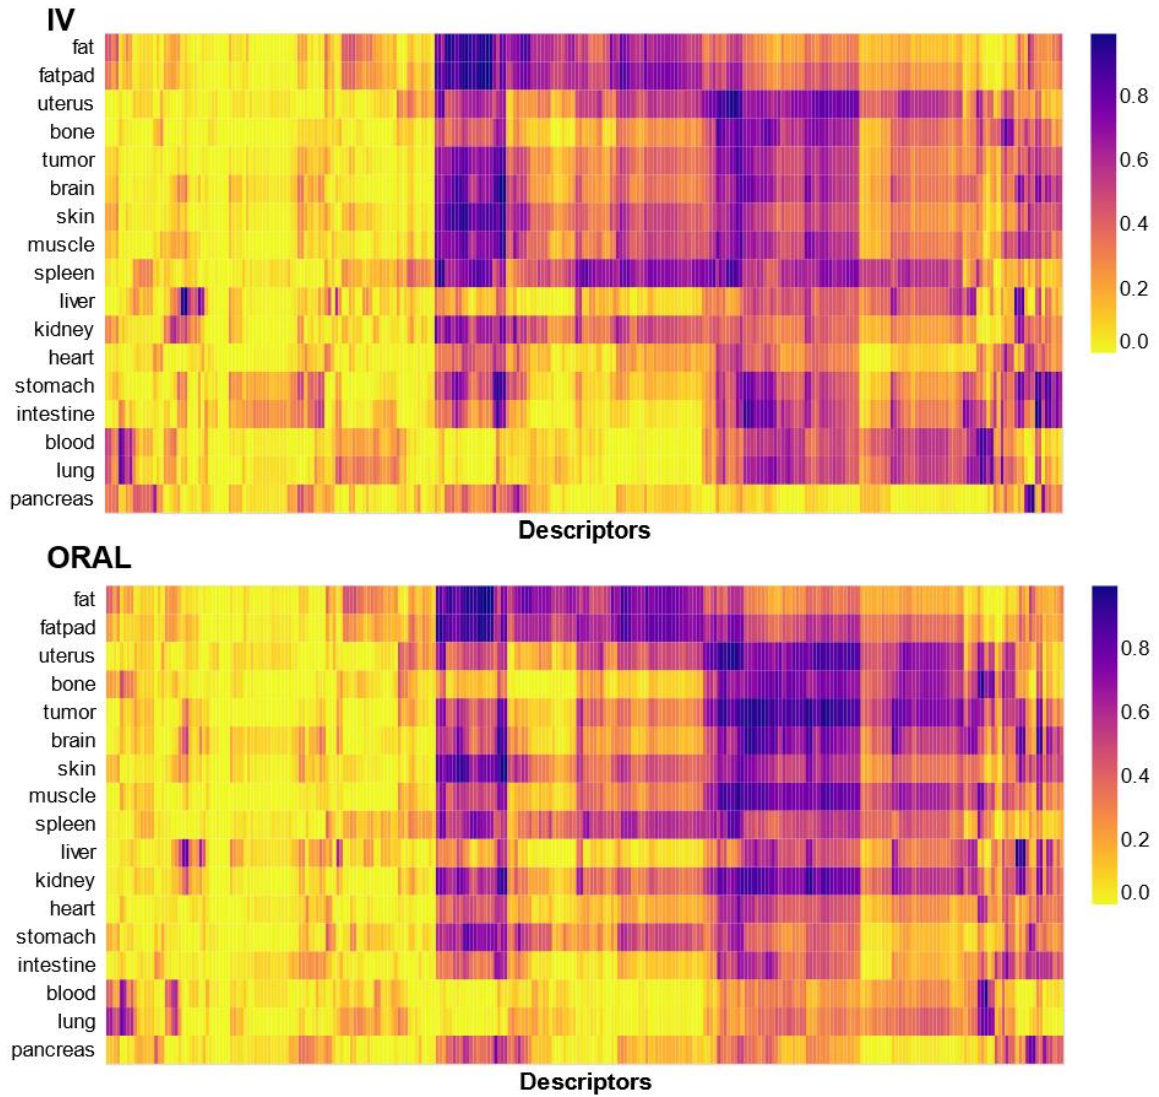 IV
fat
fatpad
uterus
bone
tumor
brain
skin
muscle
spleen
liver
kidney
heart
stomach
intestine
blood
lung
pancreas
0.8
0.6
0.4
0.2
0.0
Descriptors
ORAL
fat
fatpad
uterus
bone
tumor
brain
skin
muscle
spleen
liver
kidney
heart
stomach
intestine
blood
lung
pancreas
0.8
0.6
0.4
0.2
0.0
Descriptors